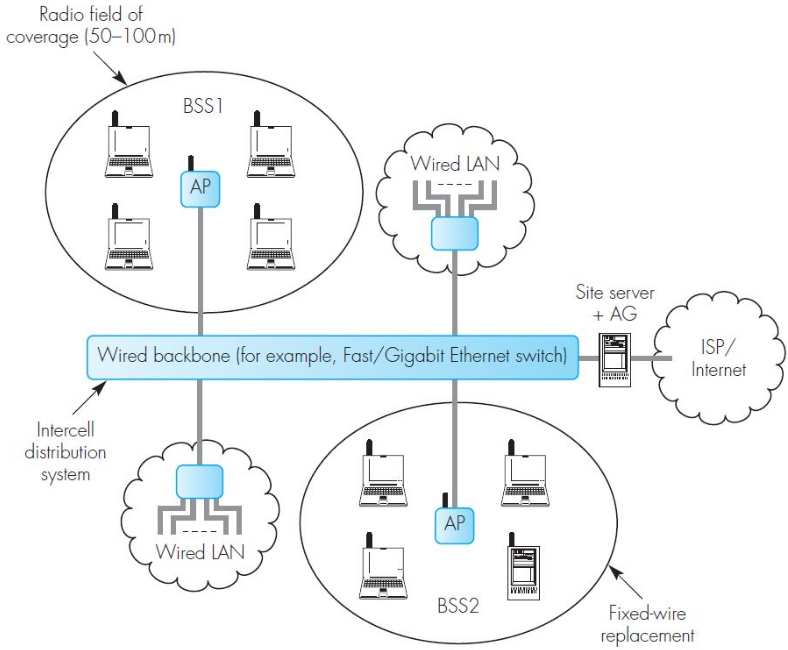 Radio field of
coverage (50–100m)
BSS1
AP
Wired LAN
Site server
+ AG
ISP/
Internet
Wired backbone (for example, Fast/Gigabit Ethernet switch)
Intercell
distribution
system
Wired LAN
AP
BSS2
Fixed-wire
replacement